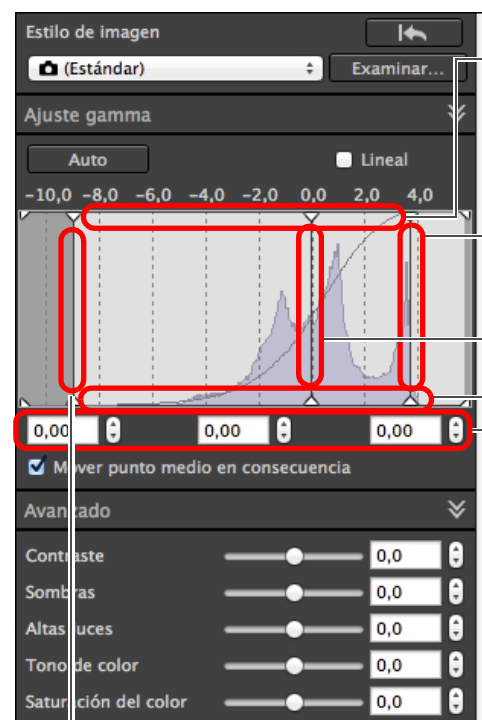 Estilo de imagen
(Estándar) Examinar...
Ajuste gamma
Auto Lineal
-10,0 -8,0 -6,0 -4,0 -2,0 0,0 2,0 4,0
0,00 0,00 0,00
Mover punto medio en consecuencia
Avanzado
Contraste 0,0
Sombras 0,0
Altas luces 0,0
Tono de color 0,0
Saturación del color 0,0